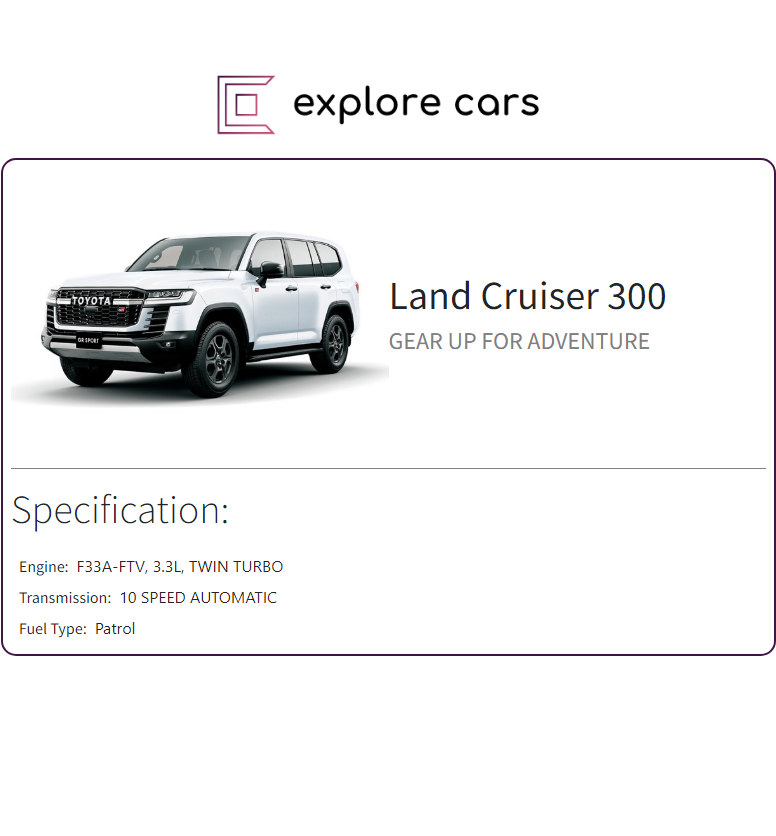 explore cars
TOYOTA
GR SPORT
Land Cruiser 300
GEAR UP FOR ADVENTURE
Specification:
Engine: F33A-FTV, 3.3L, TWIN TURBO
Transmission: 10 SPEED AUTOMATIC
Fuel Type: Patrol